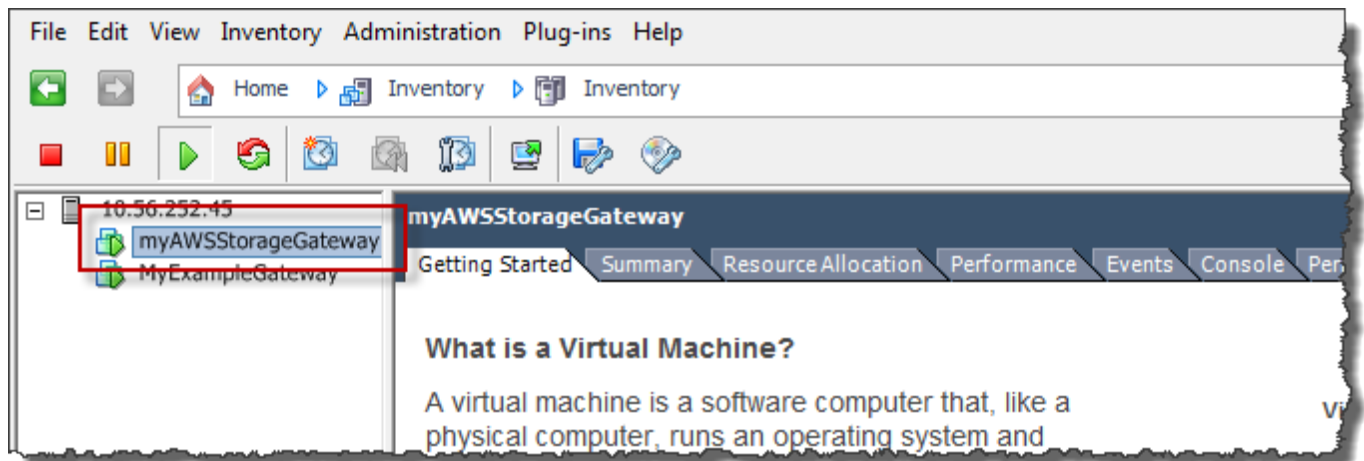 File Edit View Inventory Administration Plug-ins Help
Home Inventory Inventory
10.56.252.45
myAWSStorageGateway
MyExampleGateway
myAWSStorageGateway
Getting Started Summary Resource Allocation Performance Events Console
What is a Virtual Machine?
A virtual machine is a software computer that, like a
physical computer, runs an operating system and